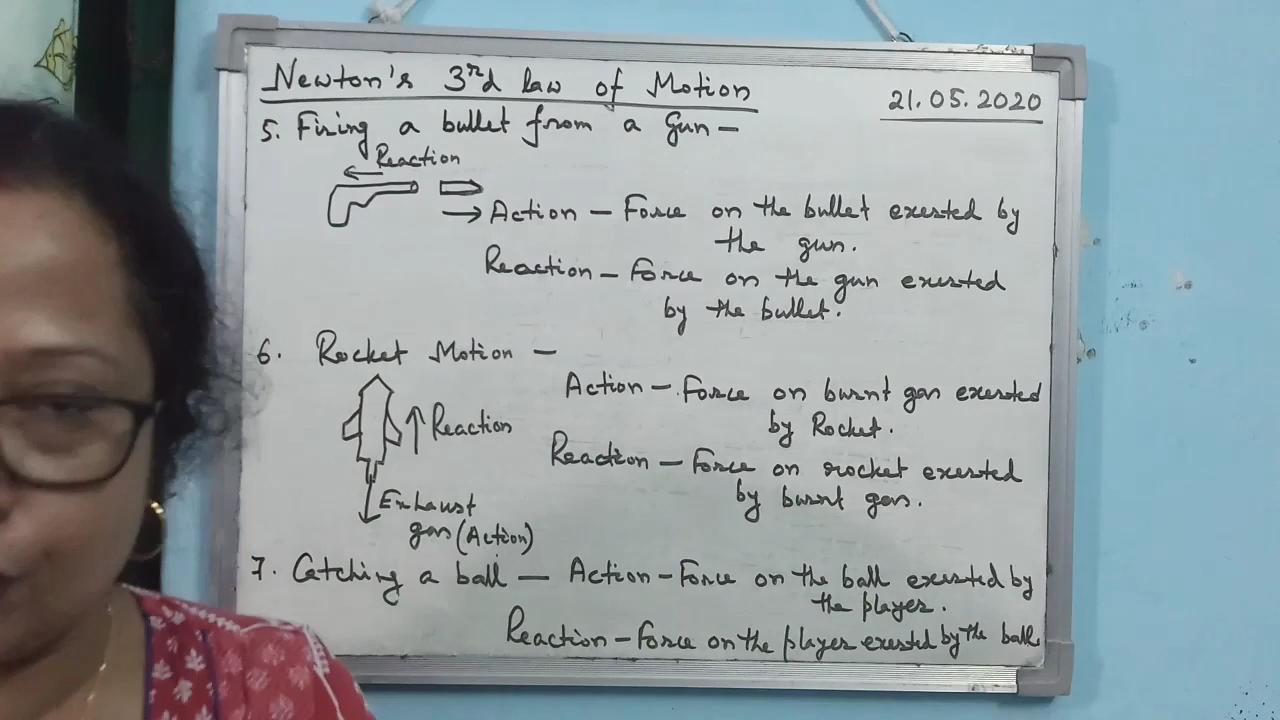 Newton's 3rd law of Motion
21.05.2020
5. Firing a bullet from a Gun –
Reaction
Action – Force on the bullet exerted by
the gun.
Reaction – Force on the gun exerted
by the bullet.
6. Rocket Motion –
Action – Force on burnt gas exerted
by Rocket.
Reaction
Reaction – Force on rocket exerted
by burnt gas.
Exhaust
gas (Action)
7. Catching a ball – Action – Force on the ball exerted by
the player.
Reaction – Force on the player exerted by the ball